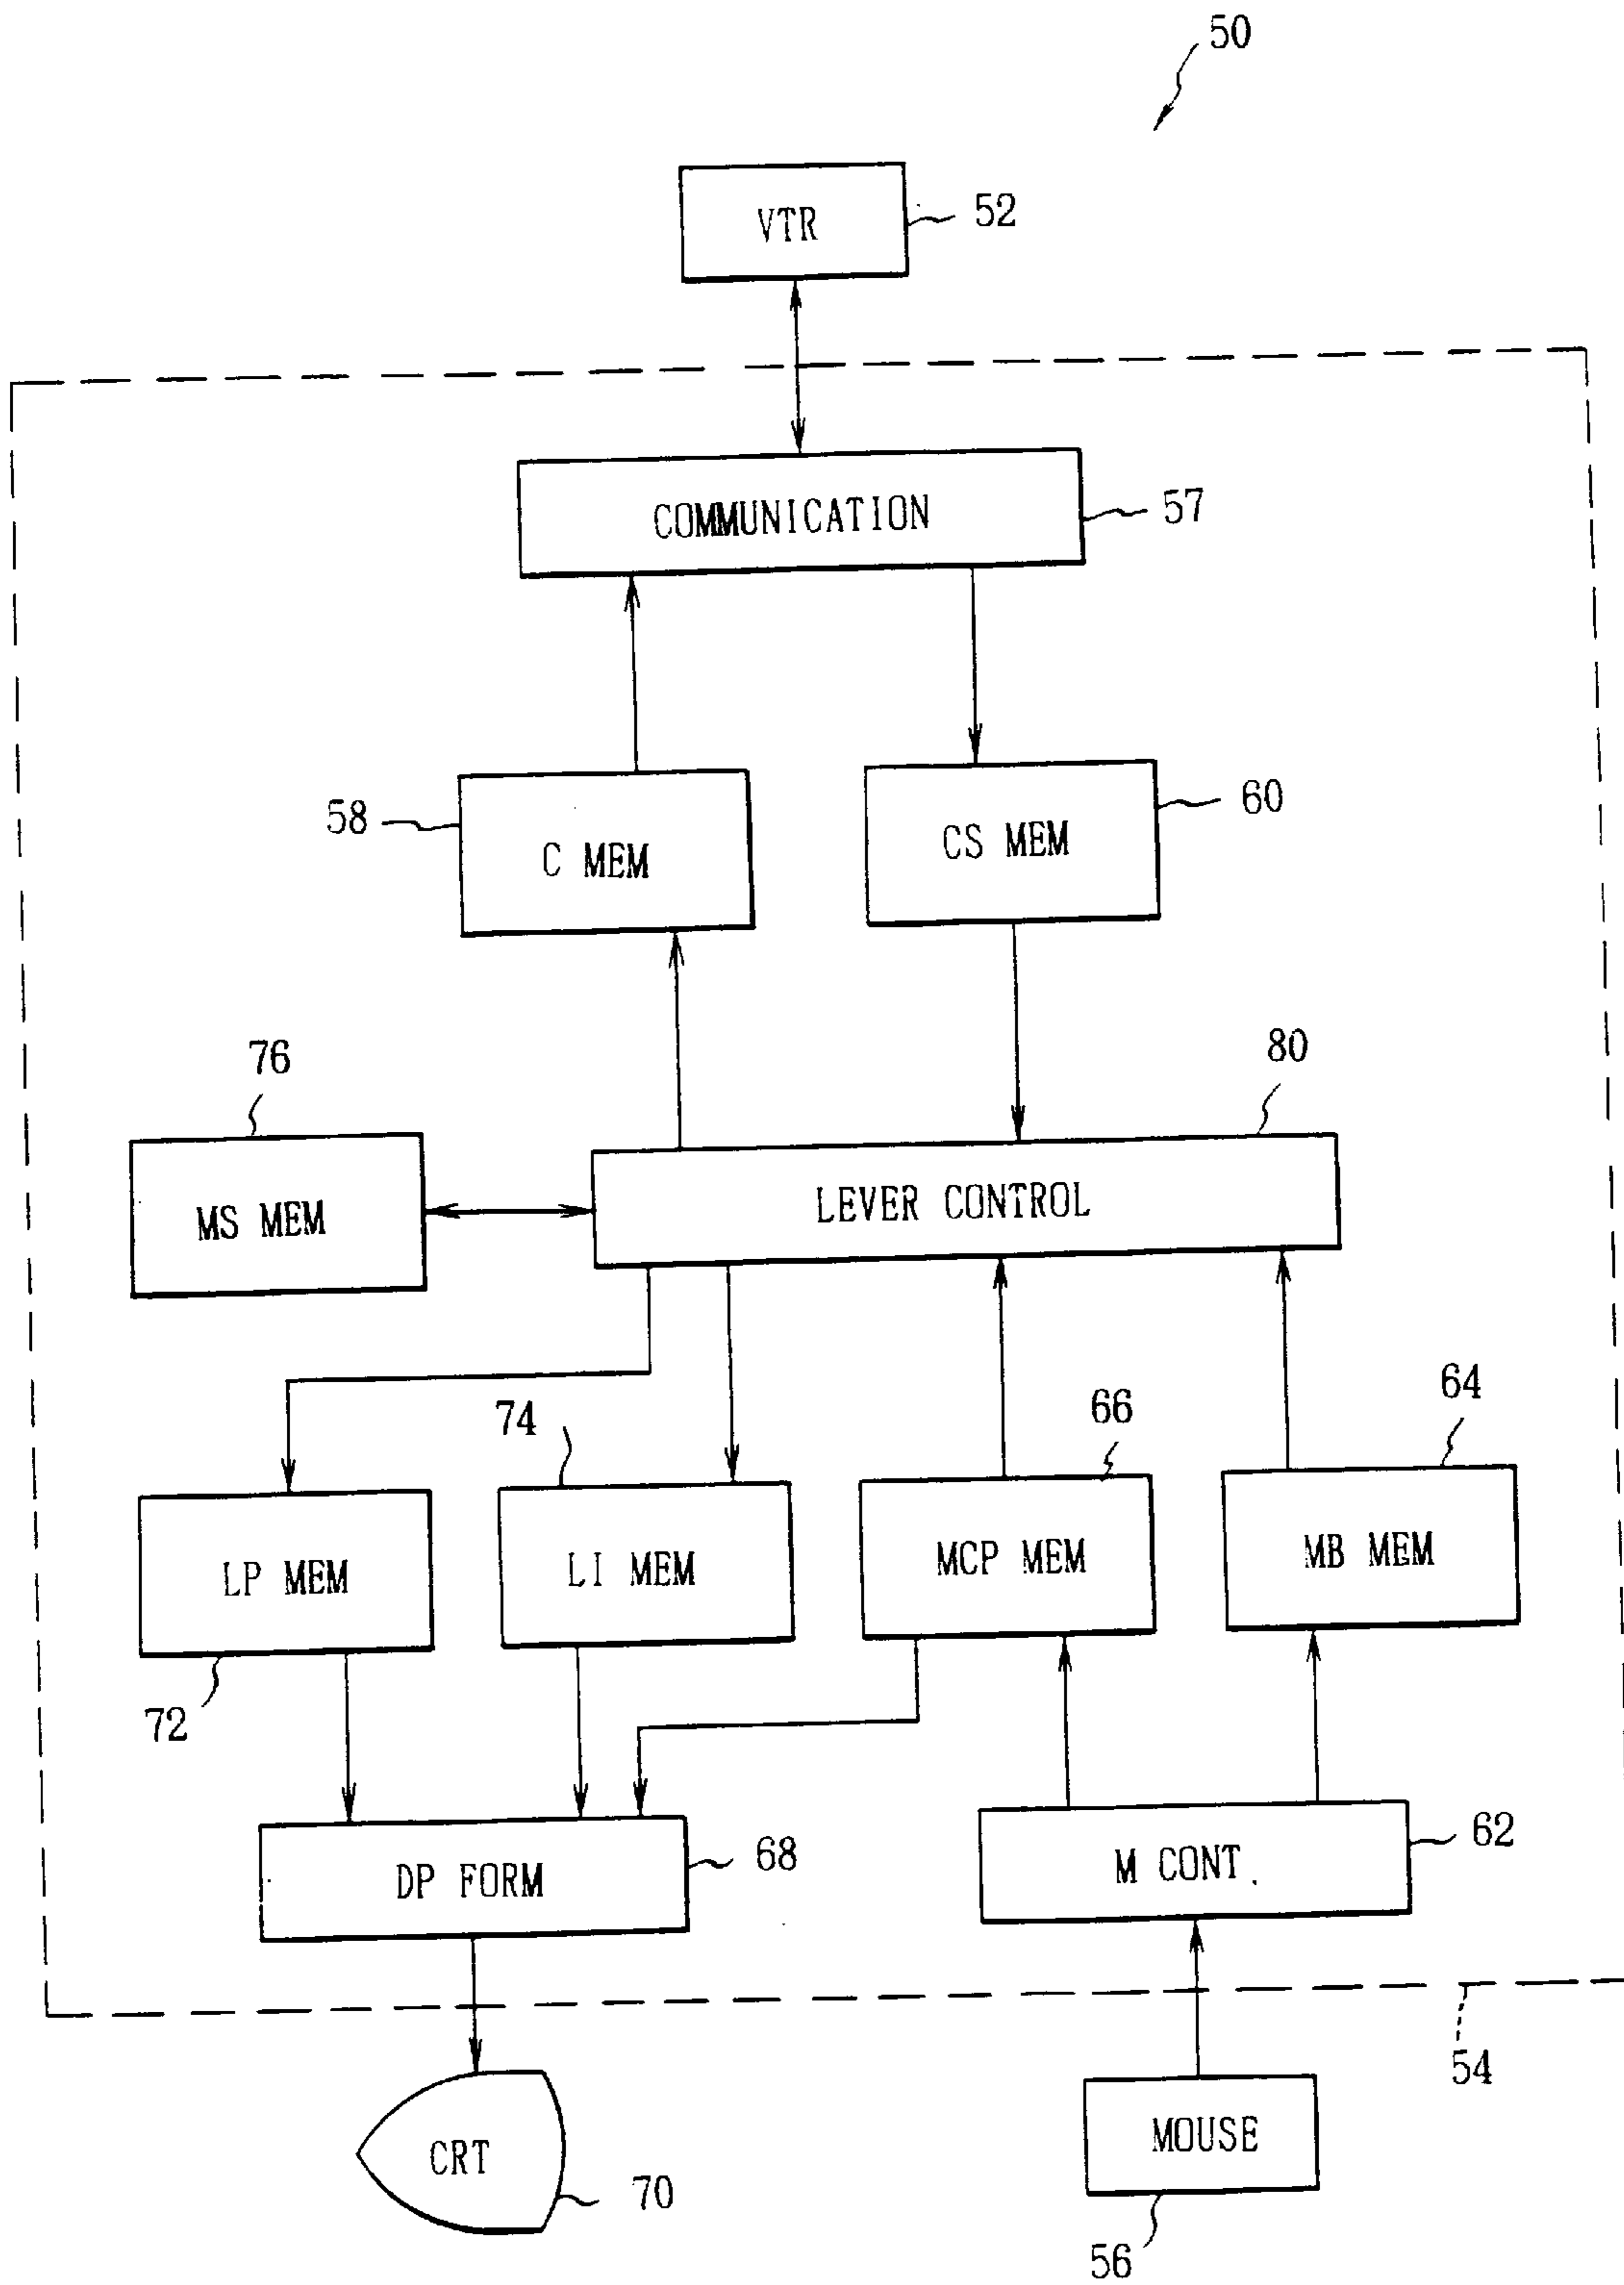 50
VTR
52
COMMUNICATION
57
58
C MEM
CS MEM
60
76
80
MS MEM
LEVER CONTROL
74
66
64
LP MEM
LI MEM
MCP MEM
MB MEM
72
DP FORM
68
M CONT.
62
54
CRT
70
MOUSE
56